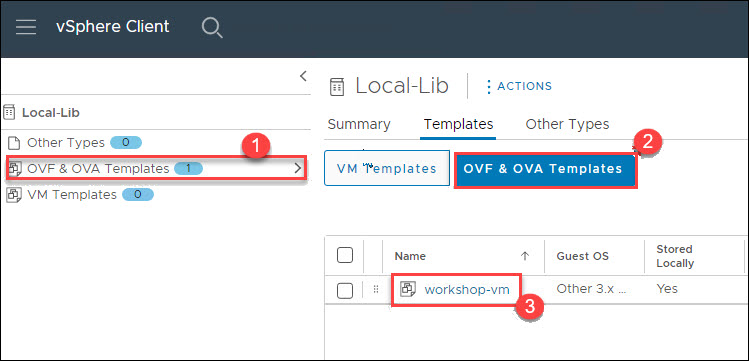 vSphere Client
Local-Lib
Other Types 0
OVF & OVA Templates 1
VM Templates 0
1
Local-Lib
ACTIONS
Summary Templates Other Types
2
VM Templates OVF & OVA Templates
Name Guest OS Stored Locally
workshop-vm Other 3.x ... Yes
3